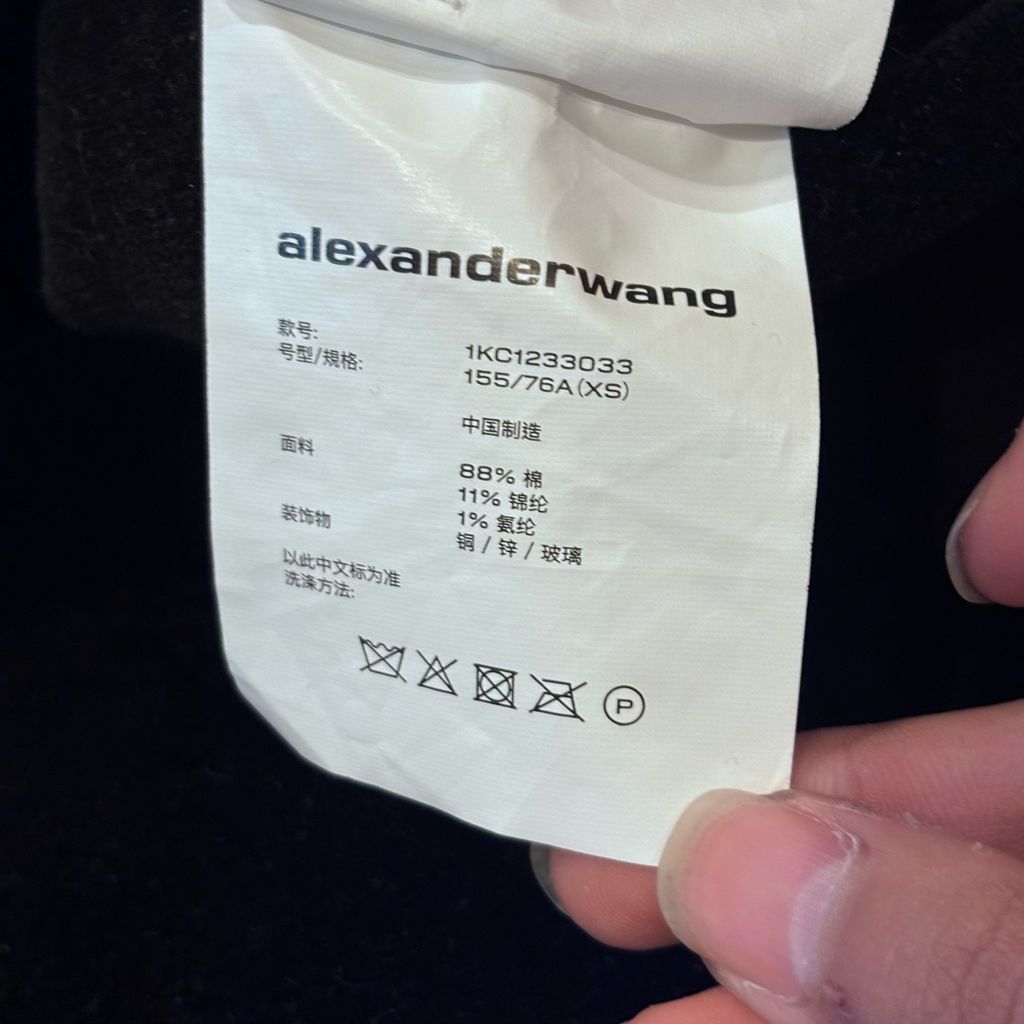 alexanderwang
款号: 1KC1233033
号型/規格: 155/76A(XS)
中国制造
面料 88% 棉
11% 锦纶
1% 氨纶
装饰物 铜 / 锌 / 玻璃
以此中文标为准
洗涤方法:
P